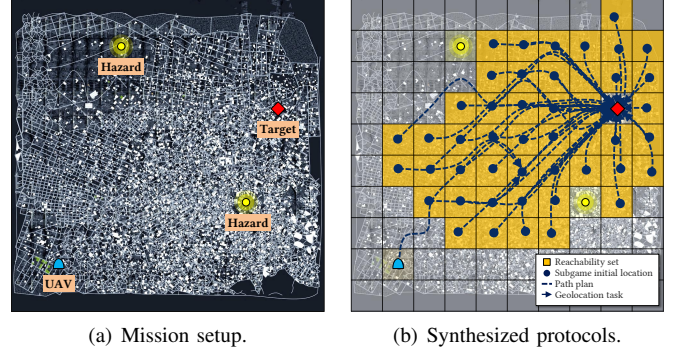 Hazard
Target
Hazard
UAV
Reachability set
Subgame initial location
Path plan
Geolocation task
(a) Mission setup.
(b) Synthesized protocols.